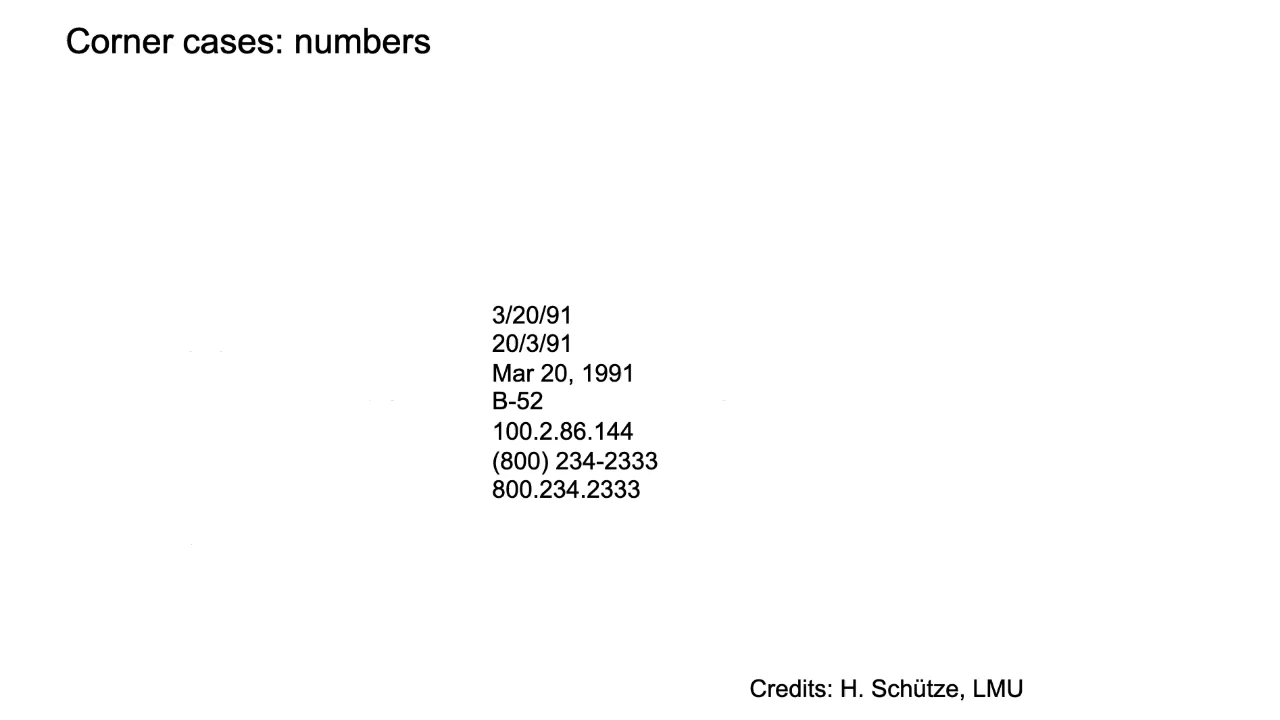 Corner cases: numbers
3/20/91
20/3/91
Mar 20, 1991
B-52
100.2.86.144
(800) 234-2333
800.234.2333
Credits: H. Schütze, LMU